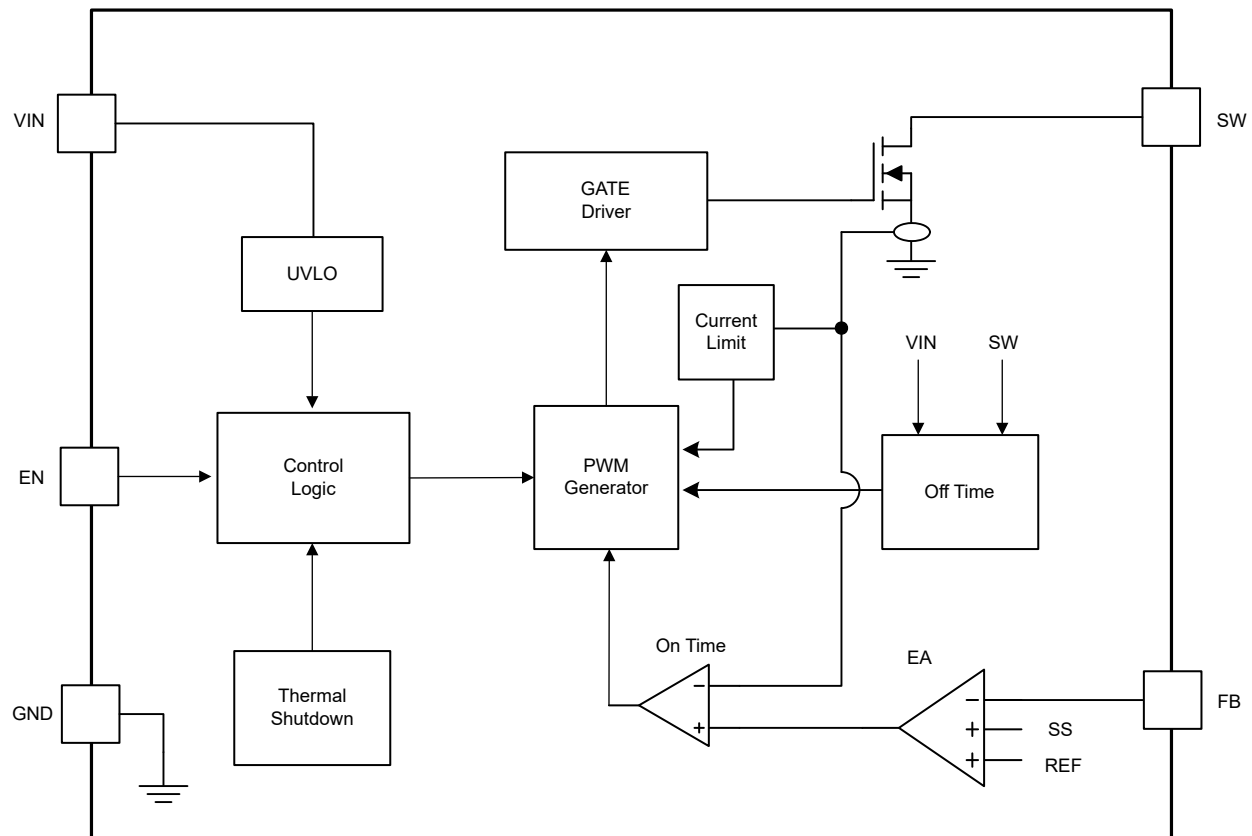 VIN
SW
GATE
Driver
UVLO
Current
Limit
VIN
SW
EN
Control
Logic
PWM
Generator
Off Time
On Time
EA
GND
Thermal
Shutdown
−
+
−
+
+
SS
REF
FB